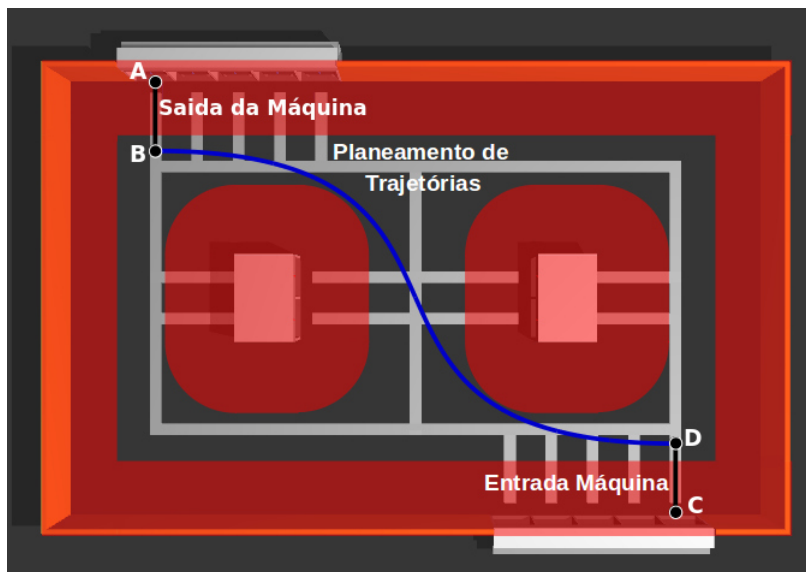 A
Saida da Máquina
B
Planeamento de
Trajetórias
D
Entrada Máquina
C